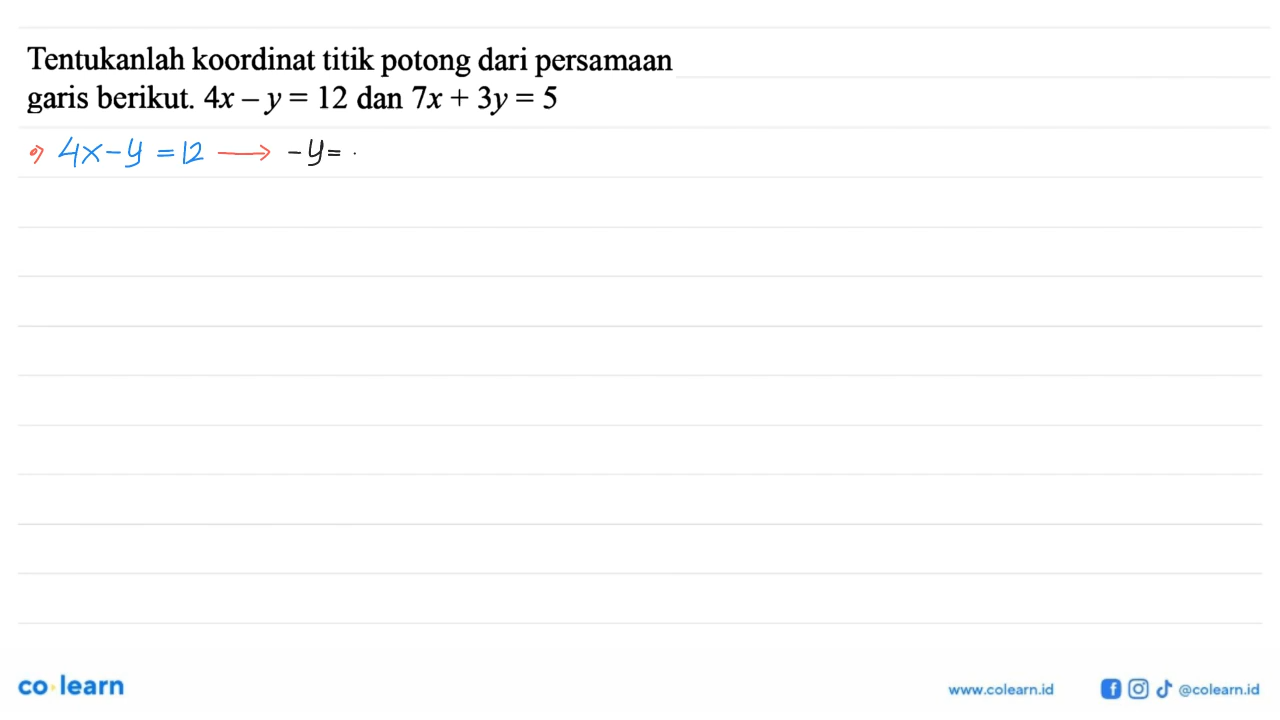 Tentukanlah koordinat titik potong dari persamaan
garis berikut. 4x – y = 12 dan 7x + 3y = 5
4x - y = 12 ⟶ - y =
co learn
www.colearn.id
@colearn.id